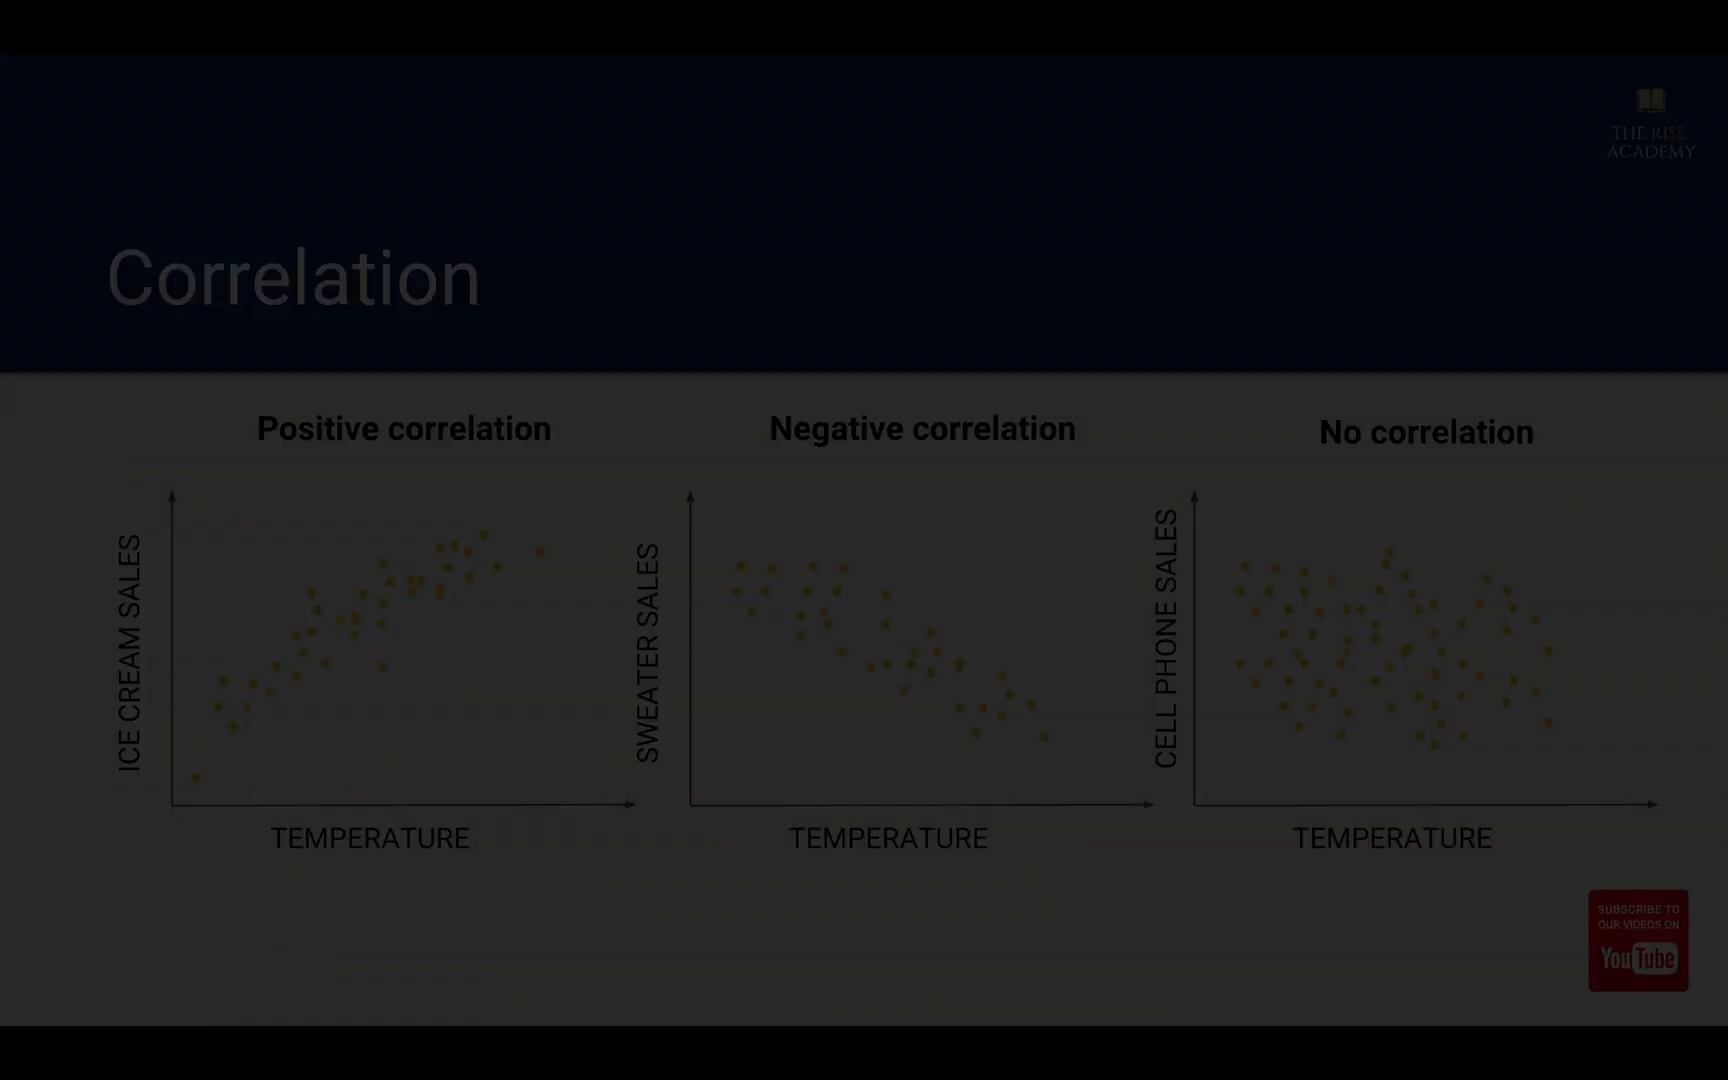 THE RISE
ACADEMY
Correlation
Positive correlation
Negative correlation
No correlation
ICE CREAM SALES
SWEATER SALES
CELL PHONE SALES
TEMPERATURE
TEMPERATURE
TEMPERATURE
SUBSCRIBE TO
OUR VIDEOS ON
YouTube